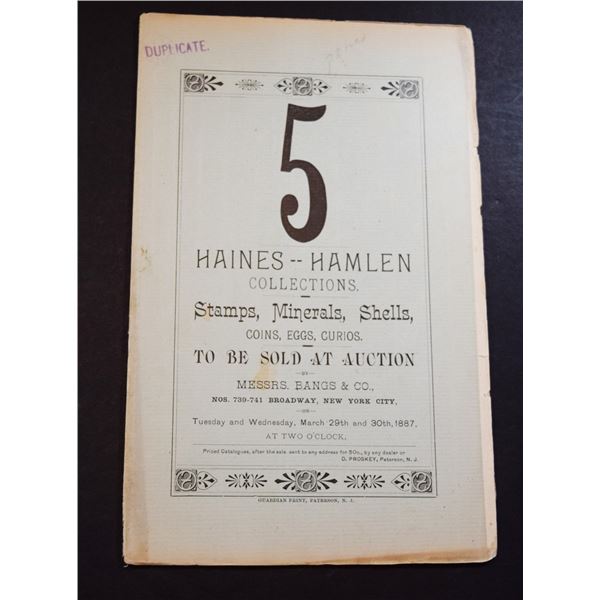 DUPLICATE.
5
HAINES -- HAMLEN
COLLECTIONS.
Stamps, Minerals, Shells,
COINS, EGGS, CURIOS.
TO BE SOLD AT AUCTION
—BY—
MESSRS. BANGS & CO.,
NOS. 739-741 BROADWAY, NEW YORK CITY,
—ON—
Tuesday and Wednesday, March 29th and 30th, 1887,
AT TWO O'CLOCK.
Priced Catalogues, after the sale sent to any address for 50c., by any dealer or
D. PROSKEY, Paterson, N. J.
GUARDIAN PRINT, PATERSON, N. J.